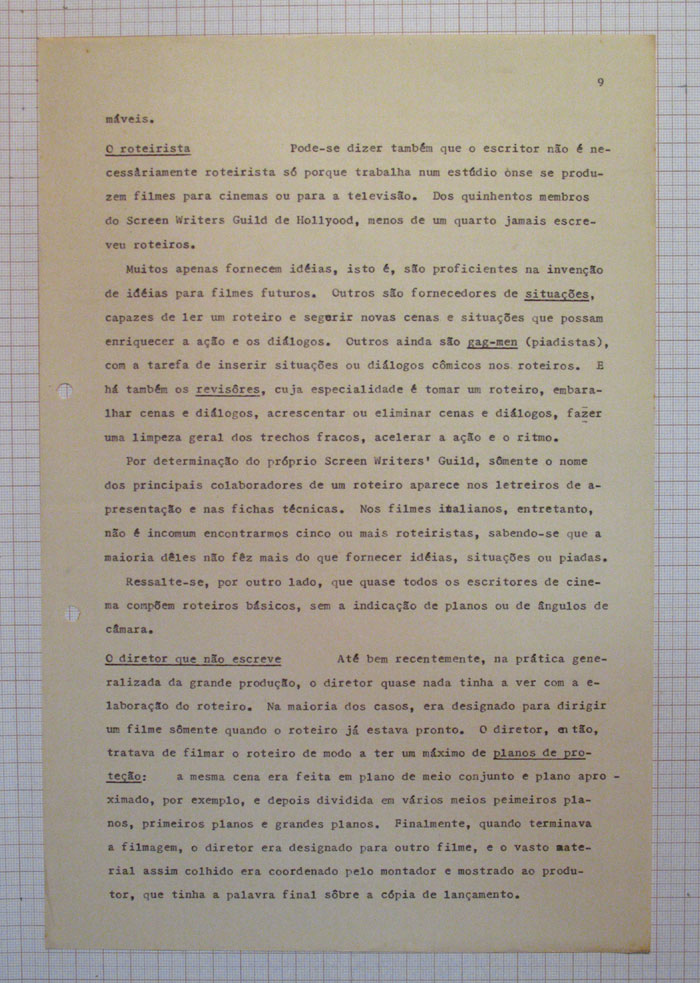 9
máveis.
O roteirista Pode-se dizer também que o escritor não é ne-
cessàriamente roteirista só porque trabalha num estúdio ònse se produ-
zem filmes para cinemas ou para a televisão. Dos quinhentos membros
do Screen Writers Guild de Hollyood, menos de um quarto jamais escre-
veu roteiros.
Muitos apenas fornecem idéias, isto é, são proficientes na invenção
de idéias para filmes futuros. Outros são fornecedores de situações,
capazes de ler um roteiro e segerir novas cenas e situações que possam
enriquecer a ação e os diálogos. Outros ainda são gag-men (piadistas),
com a tarefa de inserir situações ou diálogos cômicos nos roteiros. E
há também os revisôres, cuja especialidade é tomar um roteiro, embara-
lhar cenas e diálogos, acrescentar ou eliminar cenas e diálogos, fazer
uma limpeza geral dos trechos fracos, acelerar a ação e o ritmo.
Por determinação do próprio Screen Writers' Guild, sômente o nome
dos principais colaboradores de um roteiro aparece nos letreiros de a-
presentação e nas fichas técnicas. Nos filmes italianos, entretanto,
não é incomum encontrarmos cinco ou mais roteiristas, sabendo-se que a
maioria dêles não fêz mais do que fornecer idéias, situações ou piadas.
Ressalte-se, por outro lado, que quase todos os escritores de cine-
ma compõem roteiros básicos, sem a indicação de planos ou de ângulos de
câmara.
O diretor que não escreve Até bem recentemente, na prática gene-
ralizada da grande produção, o diretor quase nada tinha a ver com a e-
laboração do roteiro. Na maioria dos casos, era designado para dirigir
um filme sômente quando o roteiro já estava pronto. O diretor, então,
tratava de filmar o roteiro de modo a ter um máximo de planos de pro-
teção: a mesma cena era feita em plano de meio conjunto e plano apro -
ximado, por exemplo, e depois dividida em vários meios peimeiros pla-
nos, primeiros planos e grandes planos. Finalmente, quando terminava
a filmagem, o diretor era designado para outro filme, e o vasto mate-
rial assim colhido era coordenado pelo montador e mostrado ao produ-
tor, que tinha a palavra final sôbre a cópia de lançamento.